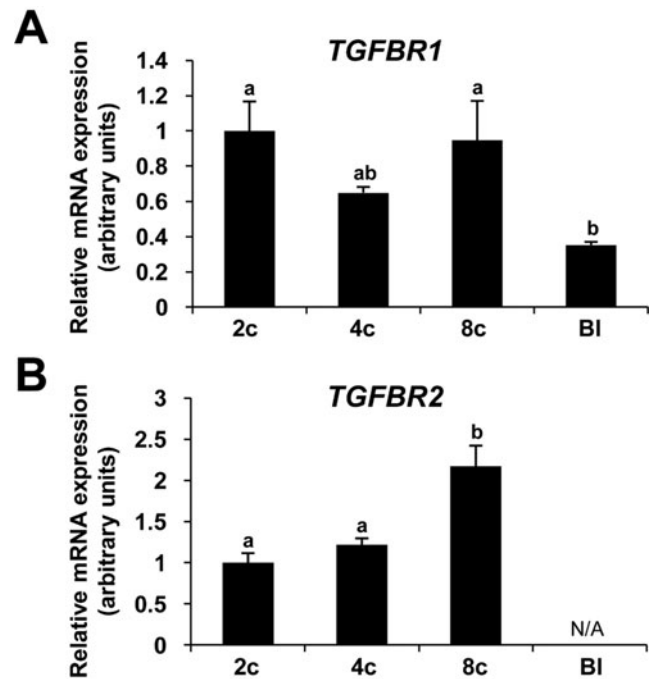 A
TGFBR1
Relative mRNA expression
(arbitrary units)
1.4
1.2
1
0.8
0.6
0.4
0.2
0
a
ab
a
b
2c
4c
8c
Bl
B
TGFBR2
Relative mRNA expression
(arbitrary units)
3
2.5
2
1.5
1
0.5
0
a
a
b
N/A
2c
4c
8c
Bl